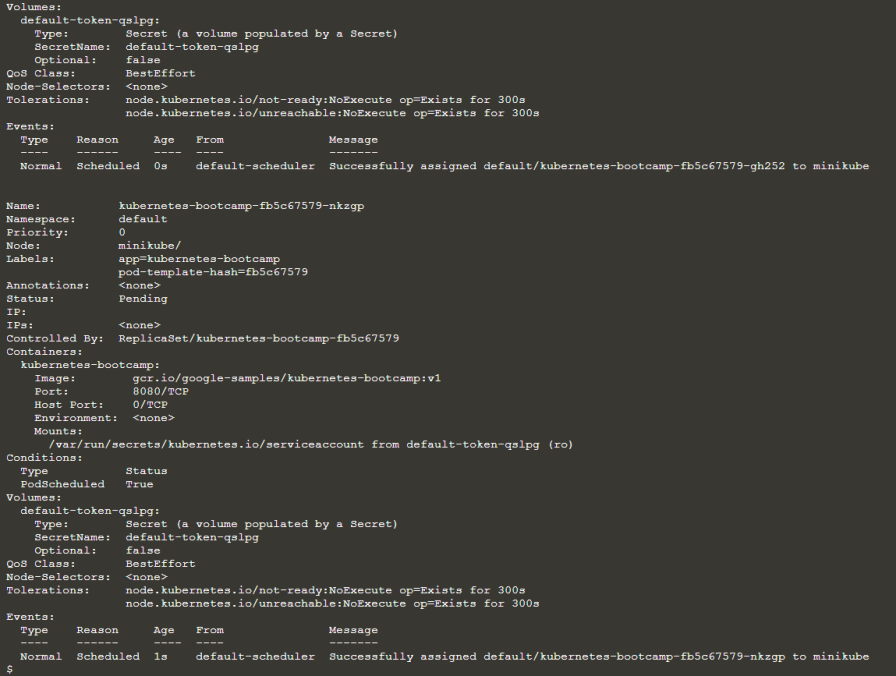 Volumes:
  default-token-qslpg:
    Type:        Secret (a volume populated by a Secret)
    SecretName:  default-token-qslpg
    Optional:    false
QoS Class:       BestEffort
Node-Selectors:  <none>
Tolerations:     node.kubernetes.io/not-ready:NoExecute op=Exists for 300s
                 node.kubernetes.io/unreachable:NoExecute op=Exists for 300s
Events:
  Type    Reason     Age   From               Message
  ----    ------     ----  ----               -------
  Normal  Scheduled  0s    default-scheduler  Successfully assigned default/kubernetes-bootcamp-fb5c67579-gh252 to minikube
Name:           kubernetes-bootcamp-fb5c67579-nkzgp
Namespace:      default
Priority:       0
Node:           minikube/
Labels:         app=kubernetes-bootcamp
                pod-template-hash=fb5c67579
Annotations:    <none>
Status:         Pending
IP:
IPs:            <none>
Controlled By:  ReplicaSet/kubernetes-bootcamp-fb5c67579
Containers:
  kubernetes-bootcamp:
    Image:        gcr.io/google-samples/kubernetes-bootcamp:v1
    Port:         8080/TCP
    Host Port:    0/TCP
    Environment:  <none>
    Mounts:
      /var/run/secrets/kubernetes.io/serviceaccount from default-token-qslpg (ro)
Conditions:
  Type           Status
  PodScheduled   True
Volumes:
  default-token-qslpg:
    Type:        Secret (a volume populated by a Secret)
    SecretName:  default-token-qslpg
    Optional:    false
QoS Class:       BestEffort
Node-Selectors:  <none>
Tolerations:     node.kubernetes.io/not-ready:NoExecute op=Exists for 300s
                 node.kubernetes.io/unreachable:NoExecute op=Exists for 300s
Events:
  Type    Reason     Age   From               Message
  ----    ------     ----  ----               -------
  Normal  Scheduled  1s    default-scheduler  Successfully assigned default/kubernetes-bootcamp-fb5c67579-nkzgp to minikube
$